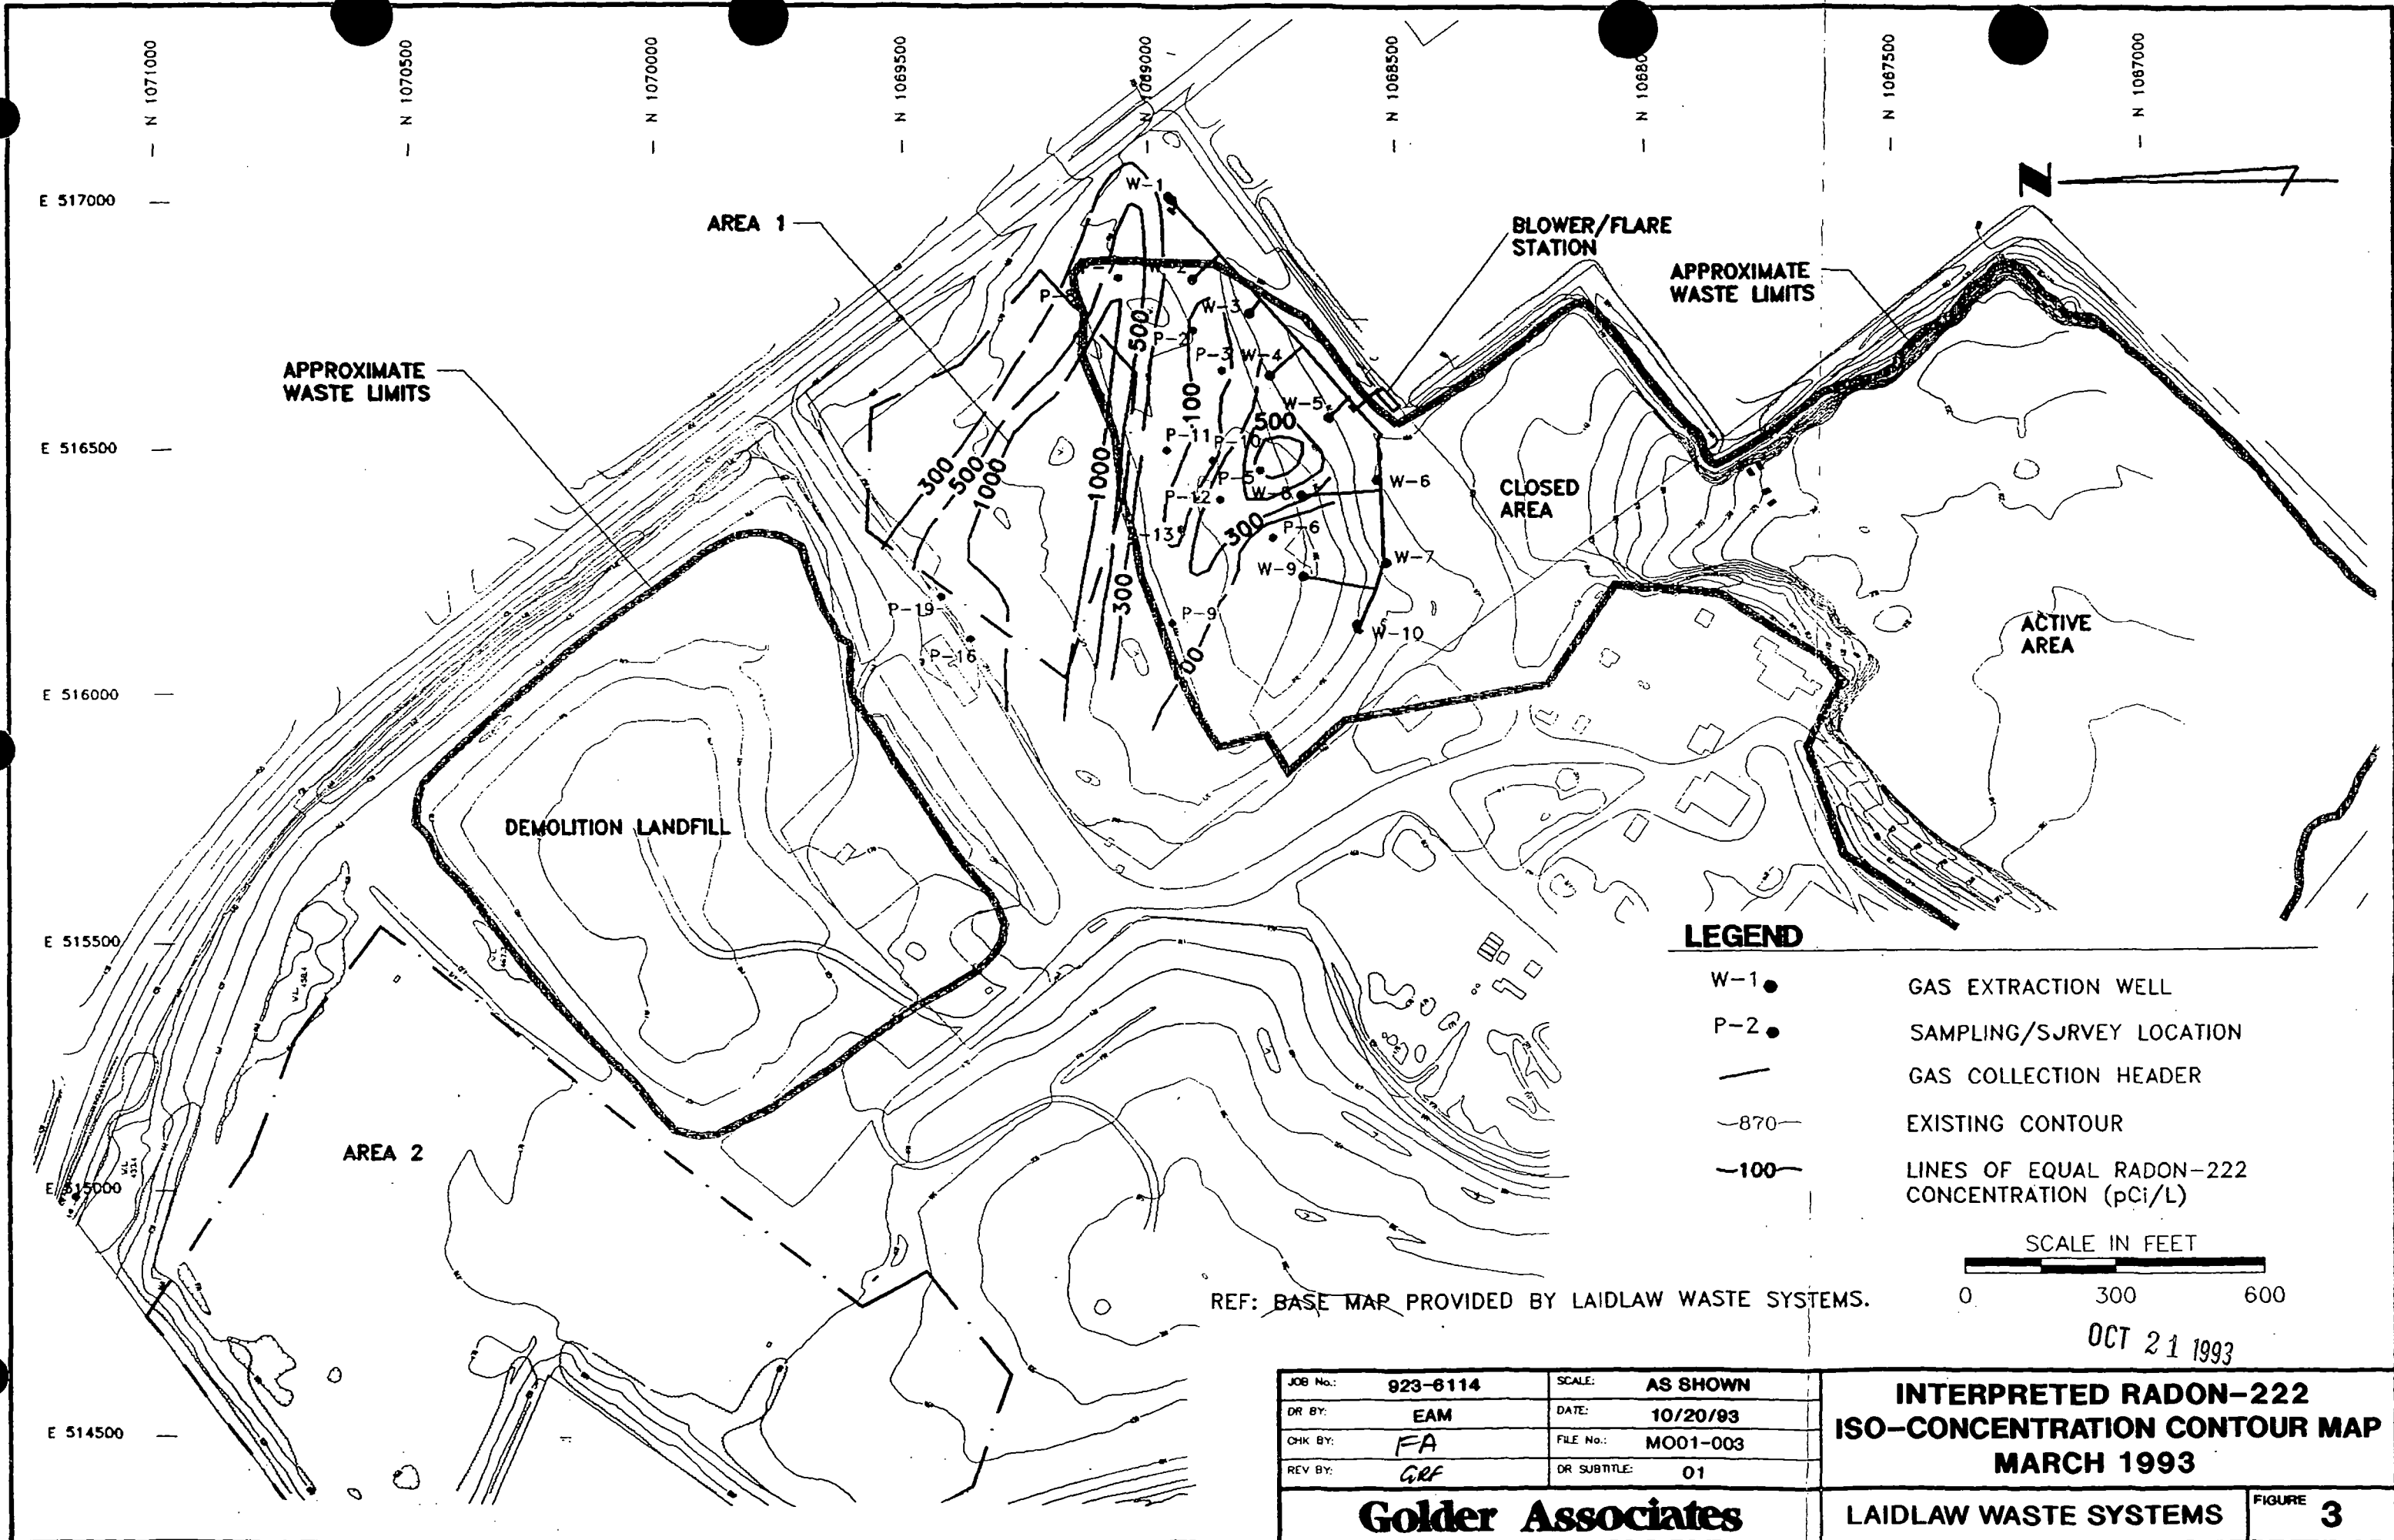 N 1071000
N 1070500
N 1070000
N 1069500
N 1069000
N 1068500
N 1067500
N 1067000
E 517000
E 516500
E 516000
E 515500
E 515000
E 514500
N
AREA 1
BLOWER/FLARE
STATION
APPROXIMATE
WASTE LIMITS
APPROXIMATE
WASTE LIMITS
W-1
W-3
P-2
P-3
W-4
W-5
500
100
500
P-11
P-10
P-5
W-8
W-6
300
500
1000
1000
P-12
300
P-6
W-7
W-9
300
P-19
P-9
W-10
P-16
CLOSED
AREA
ACTIVE
AREA
DEMOLITION LANDFILL
AREA 2
LEGEND
W-1 GAS EXTRACTION WELL
P-2 SAMPLING/SURVEY LOCATION
GAS COLLECTION HEADER
870 EXISTING CONTOUR
100 LINES OF EQUAL RADON-222
CONCENTRATION (pCi/L)
SCALE IN FEET
0 300 600
REF: BASE MAP PROVIDED BY LAIDLAW WASTE SYSTEMS.
OCT 21 1993
JOB No.: 923-6114 SCALE: AS SHOWN
DR BY: EAM DATE: 10/20/93
CHK BY: FA FILE No.: MO01-003
REV BY: GRF DR SUBTITLE: 01
INTERPRETED RADON-222
ISO-CONCENTRATION CONTOUR MAP
MARCH 1993
Golder Associates
LAIDLAW WASTE SYSTEMS
FIGURE 3